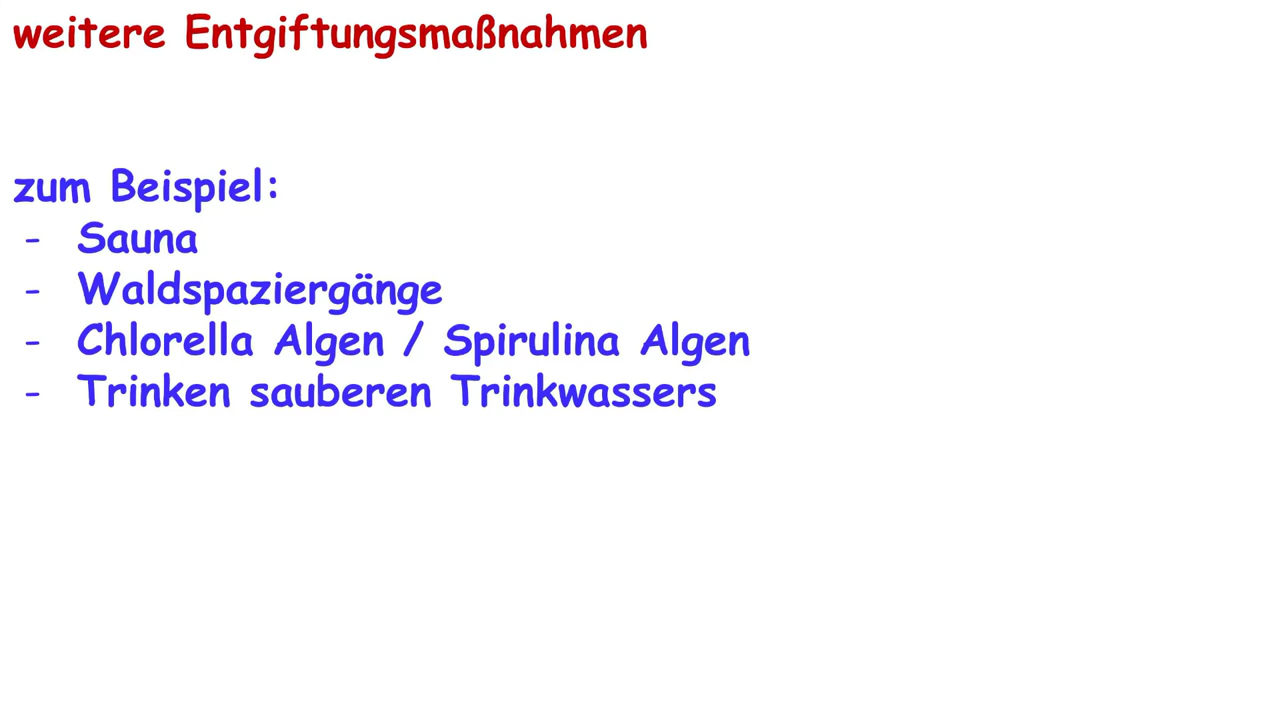 weitere Entgiftungsmaßnahmen
zum Beispiel:
- Sauna
- Waldspaziergänge
- Chlorella Algen / Spirulina Algen
- Trinken sauberen Trinkwassers